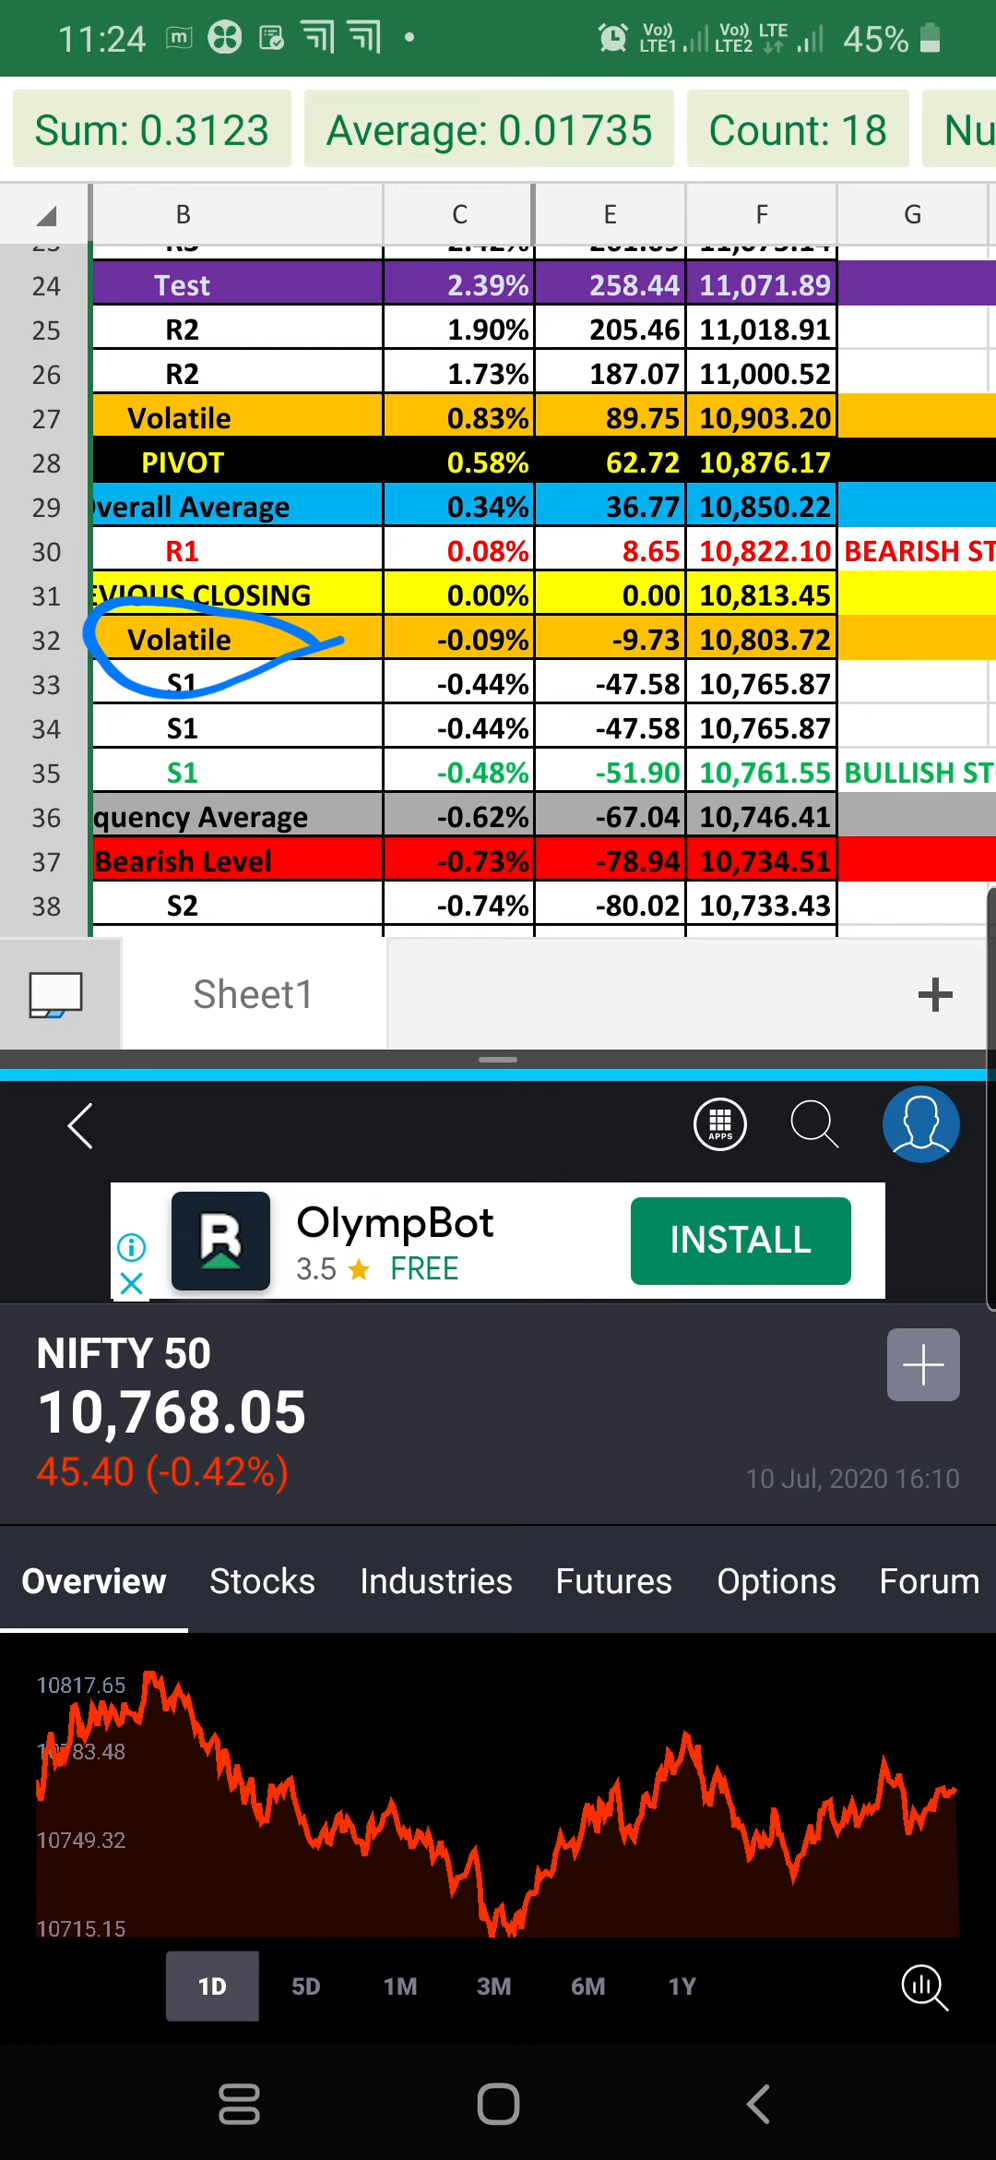 11:24 m Vo)) LTE1 Vo)) LTE2 LTE 45%
Sum: 0.3123 Average: 0.01735 Count: 18 Nu
B C E F G
24 Test 2.39% 258.44 11,071.89
25 R2 1.90% 205.46 11,018.91
26 R2 1.73% 187.07 11,000.52
27 Volatile 0.83% 89.75 10,903.20
28 PIVOT 0.58% 62.72 10,876.17
29 verall Average 0.34% 36.77 10,850.22
30 R1 0.08% 8.65 10,822.10 BEARISH ST
31 EVIOUS CLOSING 0.00% 0.00 10,813.45
32 Volatile -0.09% -9.73 10,803.72
33 S1 -0.44% -47.58 10,765.87
34 S1 -0.44% -47.58 10,765.87
35 S1 -0.48% -51.90 10,761.55 BULLISH ST
36 quency Average -0.62% -67.04 10,746.41
37 Bearish Level -0.73% -78.94 10,734.51
38 S2 -0.74% -80.02 10,733.43
Sheet1
APPS
OlympBot
3.5 FREE
INSTALL
NIFTY 50
10,768.05
45.40 (-0.42%)
10 Jul, 2020 16:10
Overview Stocks Industries Futures Options Forum
10817.65
10783.48
10749.32
10715.15
1D 5D 1M 3M 6M 1Y